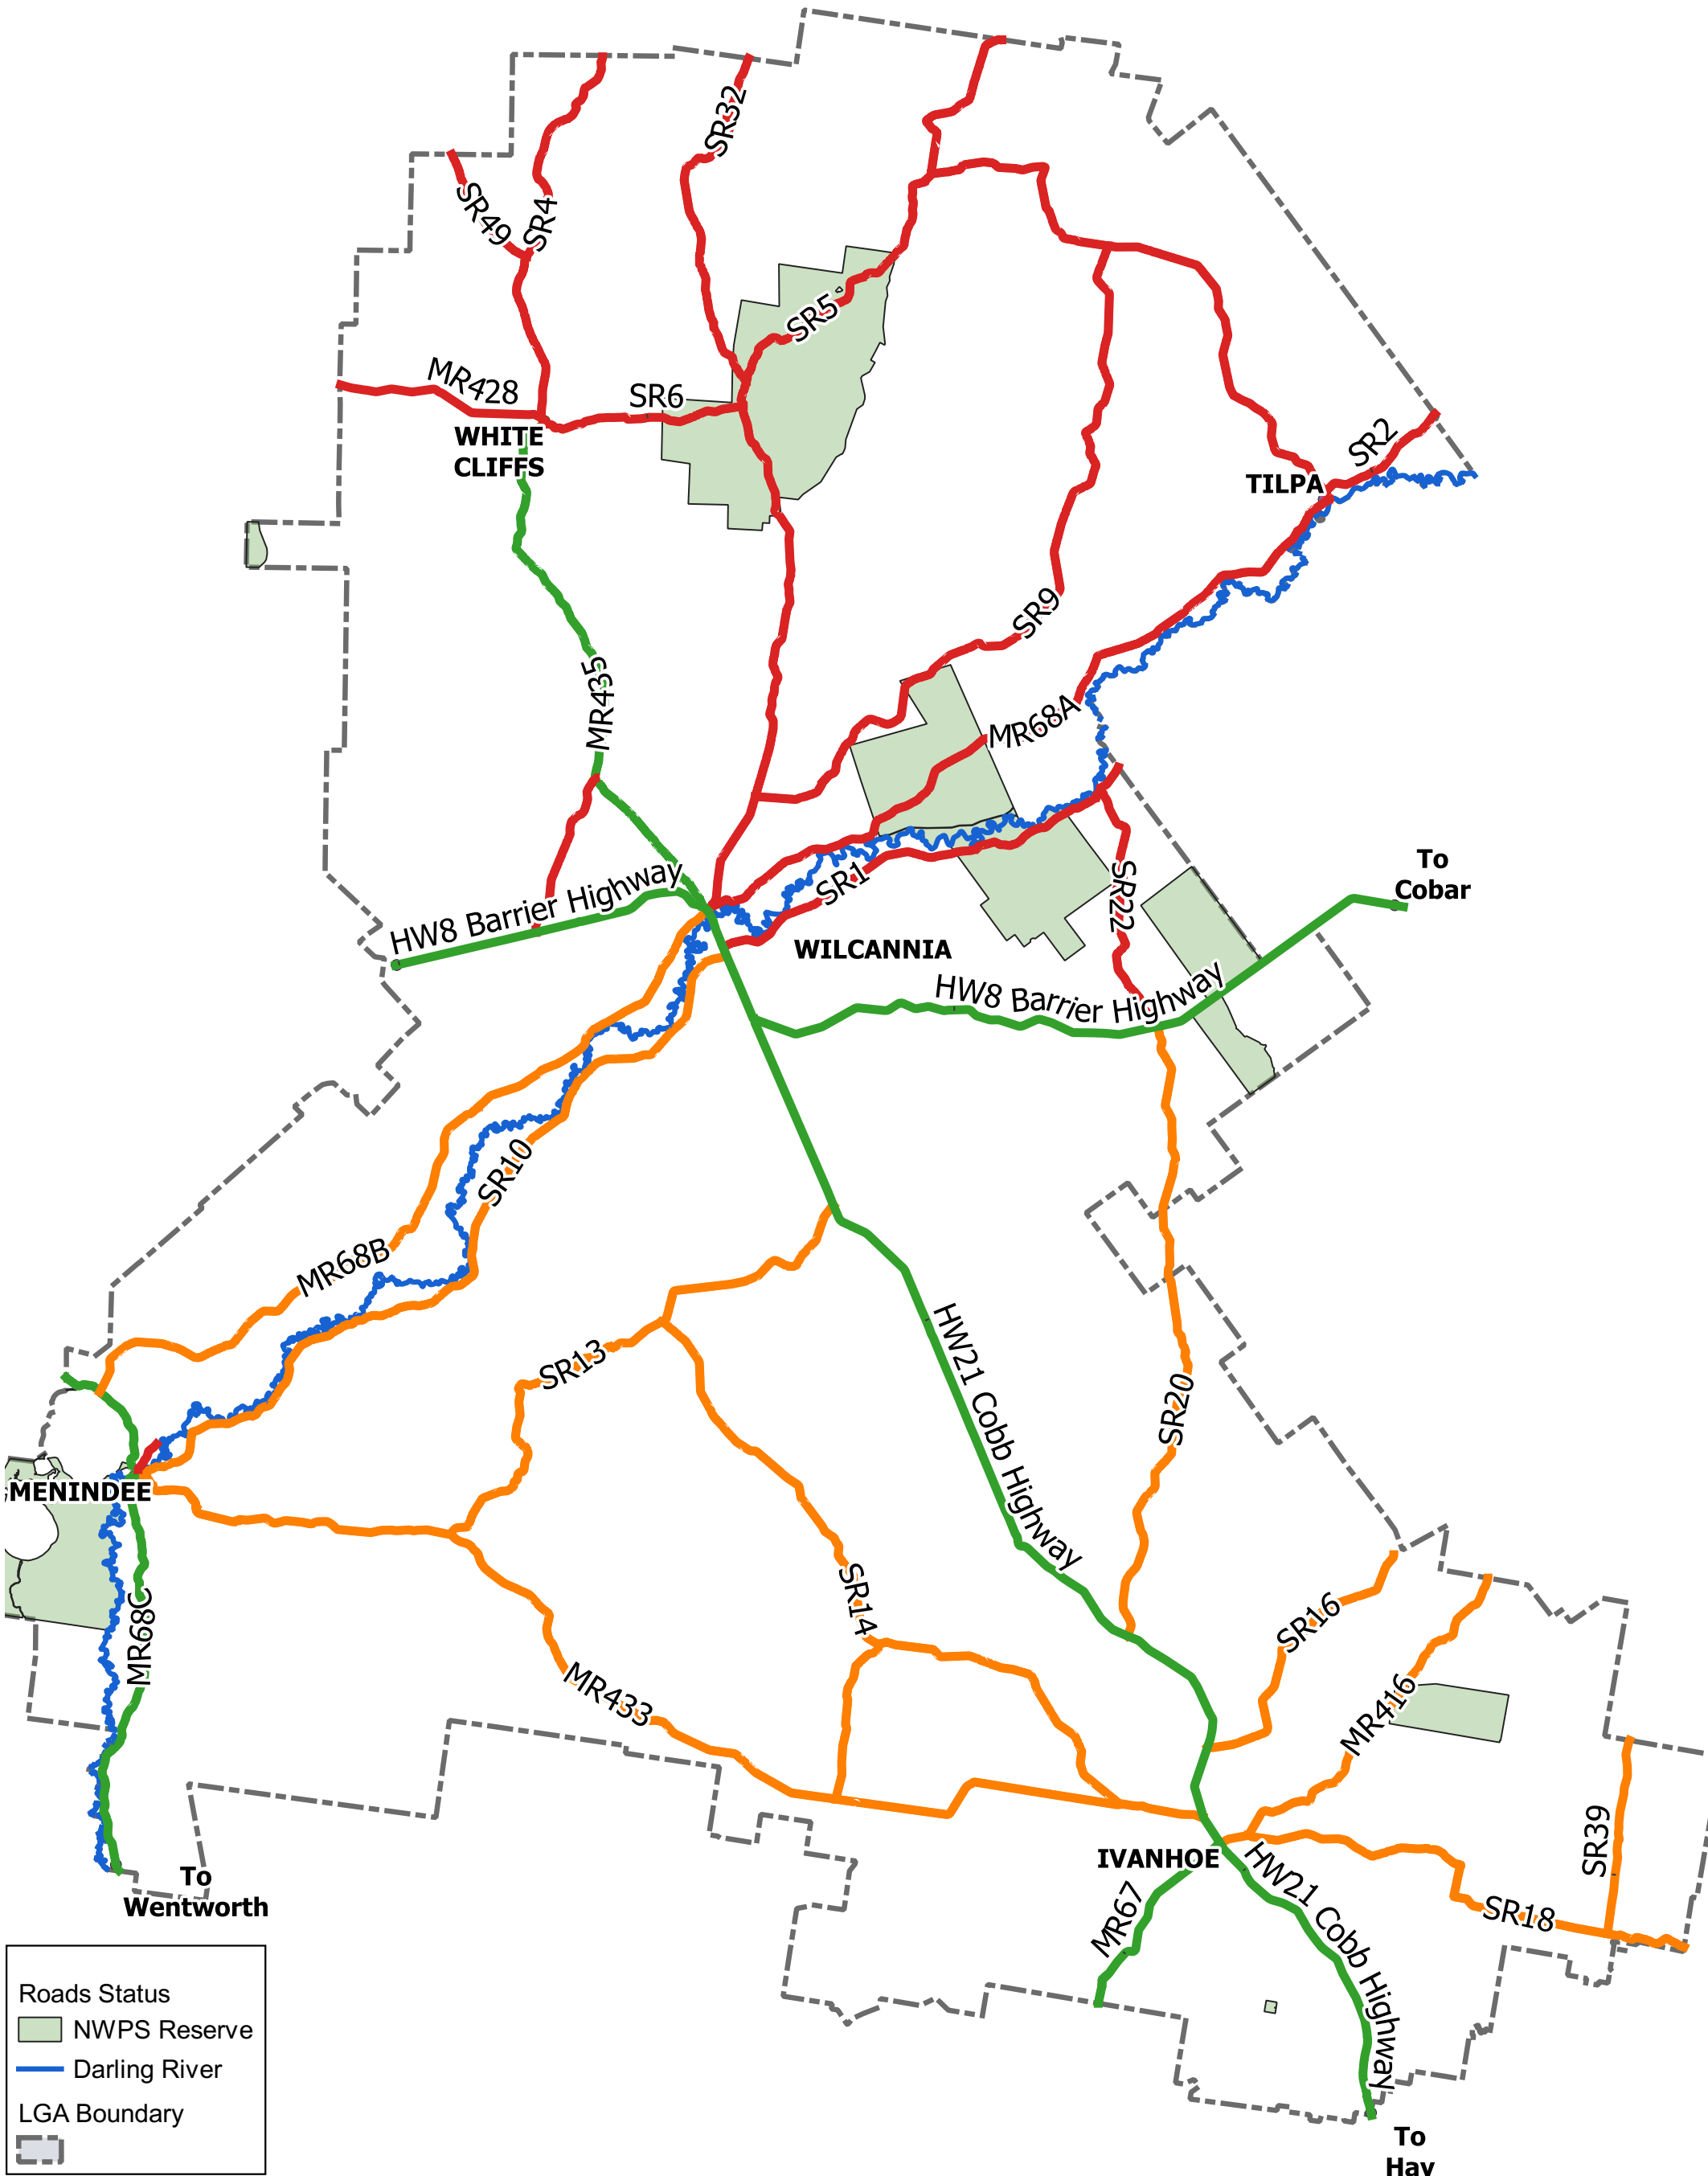 SR32
SR49
SR4
SR5
MR428
SR6
WHITE
CLIFFS
SR2
TILPA
SR9
MR435
MR68A
SR1
SR22
To
Cobar
HW8 Barrier Highway
WILCANNIA
HW8 Barrier Highway
SR10
MR68B
SR13
HW21 Cobb Highway
SR20
MENINDEE
SR14
SR16
MR68C
MR433
MR416
SR39
IVANHOE
HW21 Cobb Highway
To
Wentworth
MR67
SR18
Roads Status
NWPS Reserve
Darling River
LGA Boundary
To
Hay